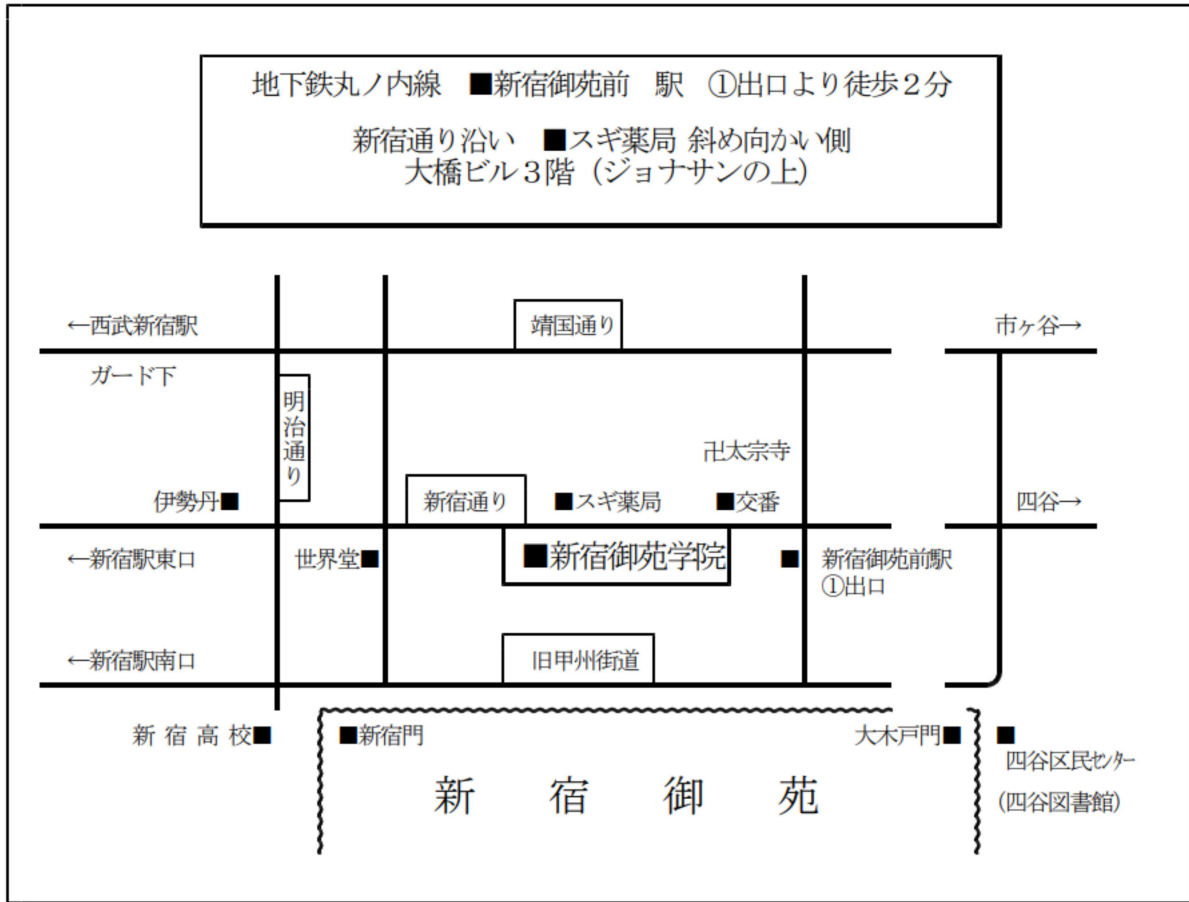 地下鉄丸ノ内線 ■新宿御苑前 駅 ①出口より徒歩２分
新宿通り沿い ■スギ薬局 斜め向かい側
大橋ビル３階（ジョナサンの上）
←西武新宿駅
靖国通り
市ヶ谷→
ガード下
明治通り
卍太宗寺
伊勢丹■
新宿通り
■スギ薬局
■交番
四谷→
←新宿駅東口
世界堂■
■新宿御苑学院
■ 新宿御苑前駅
①出口
←新宿駅南口
旧甲州街道
新 宿 高 校■
■新宿門
大木戸門■
■
四谷区民ｾﾝﾀｰ
(四谷図書館)
新 宿 御 苑